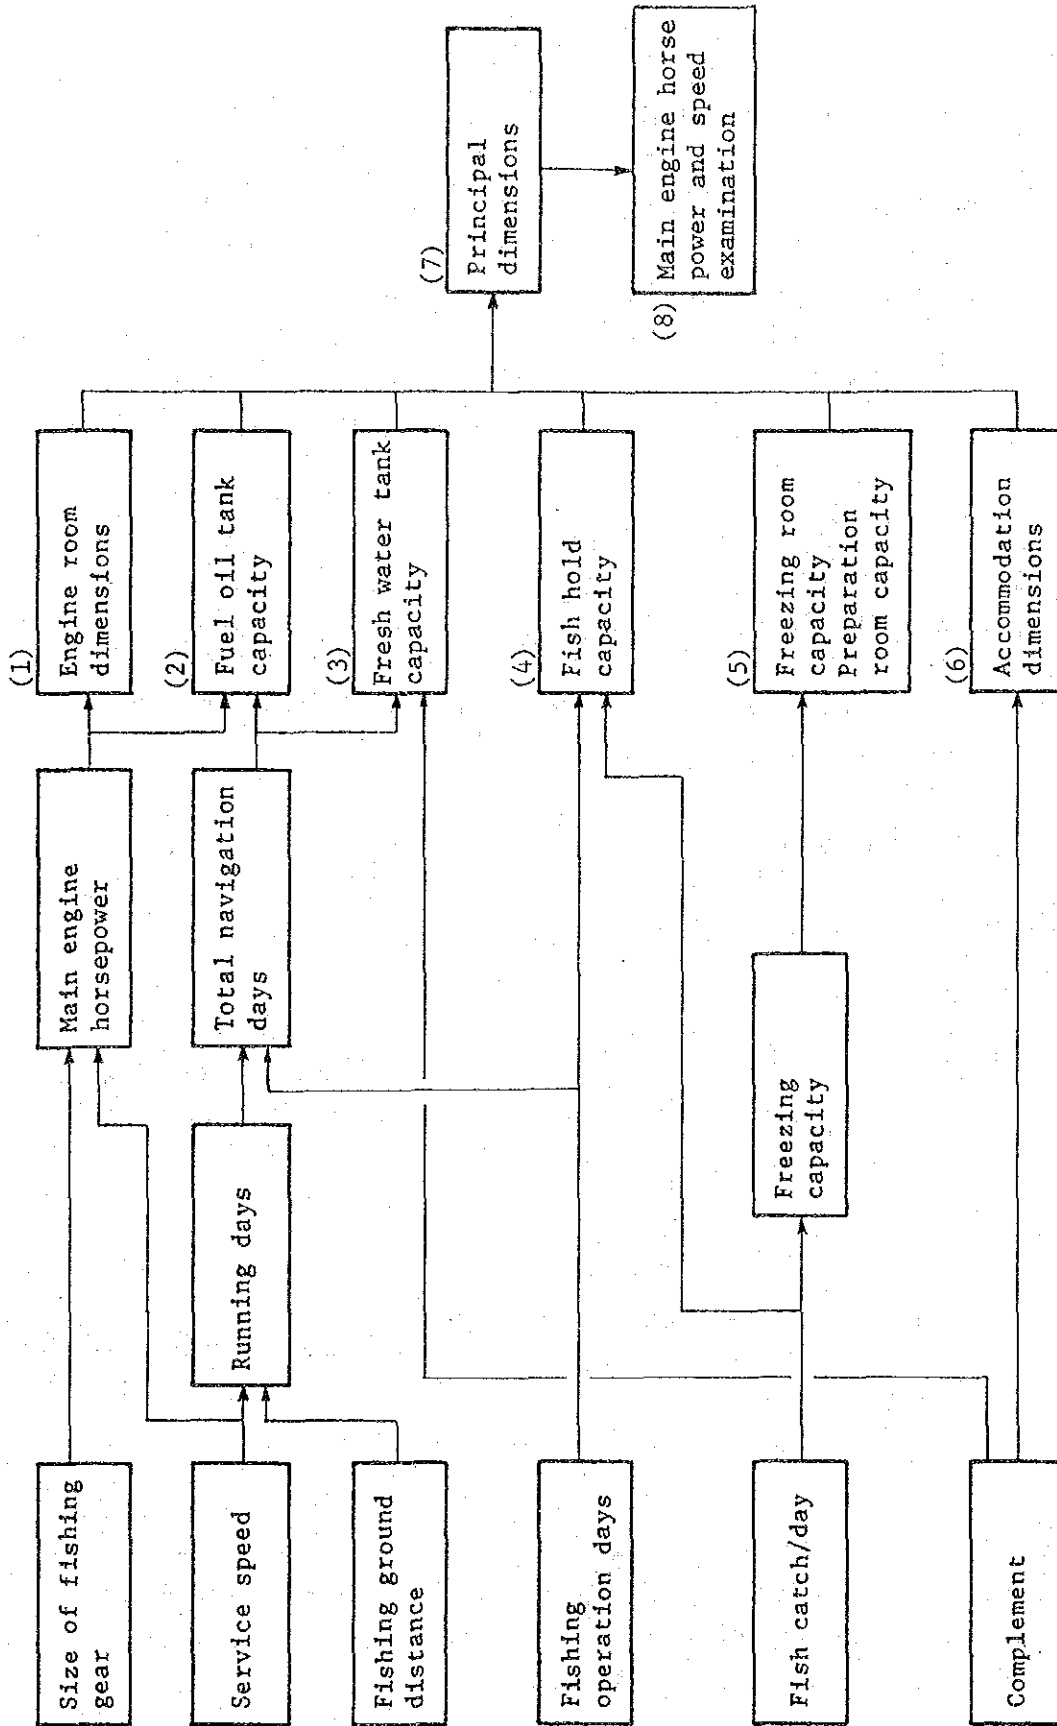 Size of fishing
gear
Service speed
Fishing ground
distance
Fishing
operation days
Fish catch/day
Complement
Running days
Freezing
capacity
Main engine
horsepower
Total navigation
days
(1)
Engine room
dimensions
(2)
Fuel oil tank
capacity
(3)
Fresh water tank
capacity
(4)
Fish hold
capacity
(5)
Freezing room
capacity
Preparation
room capacity
(6)
Accommodation
dimensions
(7)
Principal
dimensions
(8)
Main engine horse
power and speed
examination